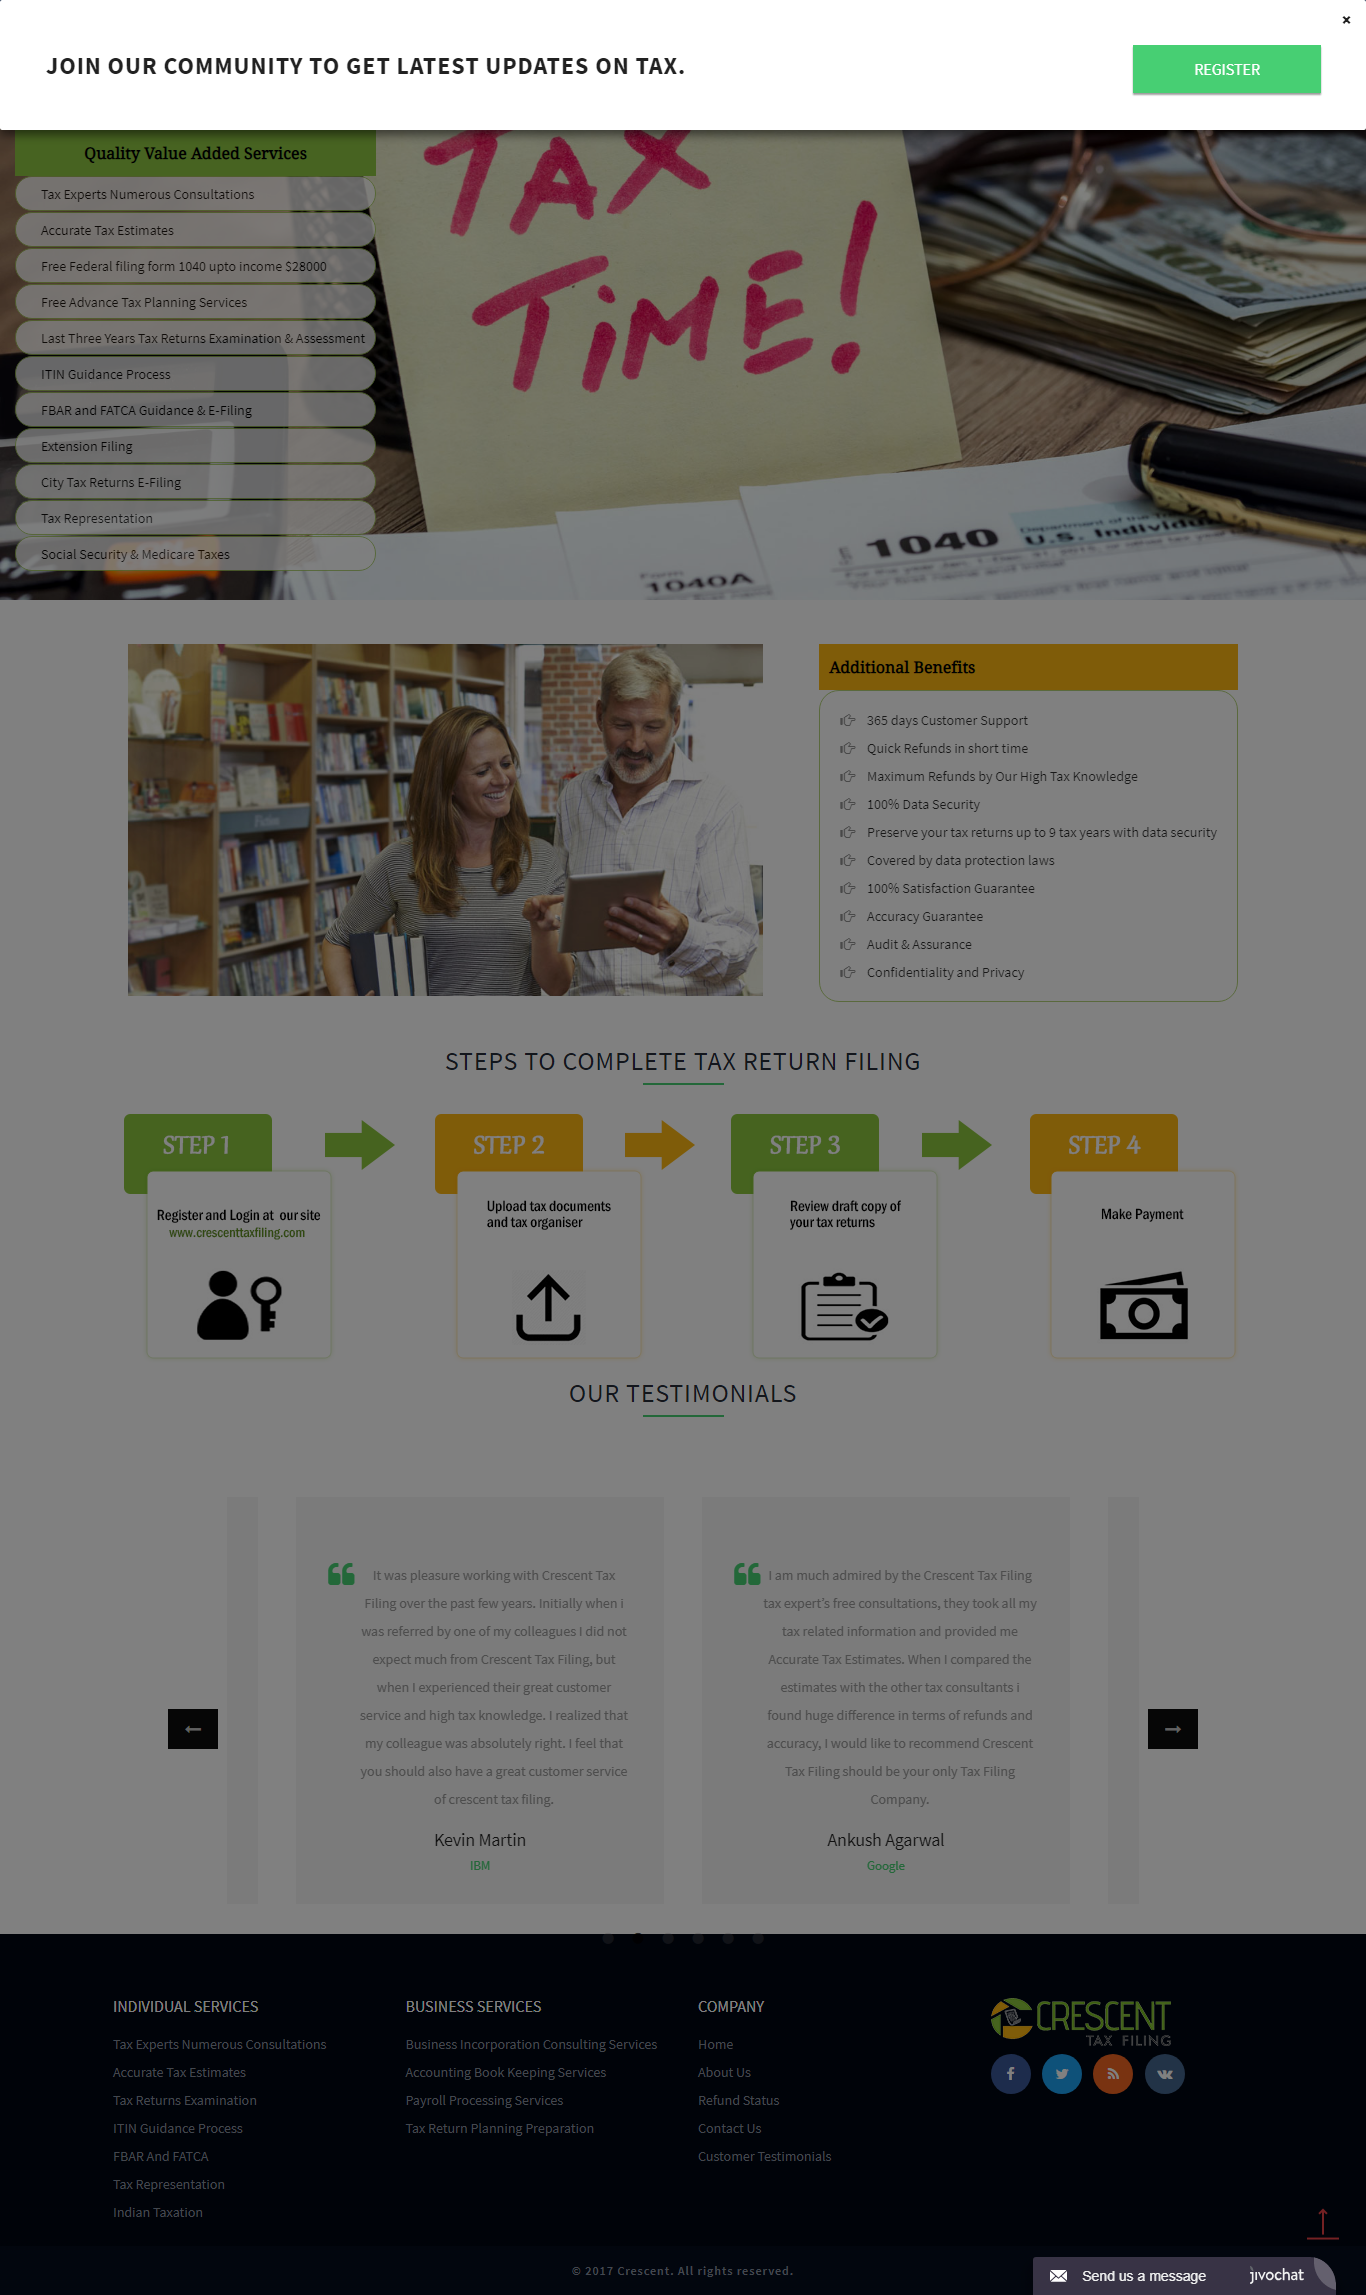 ×
JOIN OUR COMMUNITY TO GET LATEST UPDATES ON TAX.
REGISTER
Quality Value Added Services
Tax Experts Numerous Consultations
Accurate Tax Estimates
Free Federal filing form 1040 upto income $28000
Free Advance Tax Planning Services
Last Three Years Tax Returns Examination & Assessment
ITIN Guidance Process
FBAR and FATCA Guidance & E-Filing
Extension Filing
City Tax Returns E-Filing
Tax Representation
Social Security & Medicare Taxes
TAX
TIME!
1040
Department of the
U.S. Individual
Form
1040A
Additional Benefits
365 days Customer Support
Quick Refunds in short time
Maximum Refunds by Our High Tax Knowledge
100% Data Security
Preserve your tax returns up to 9 tax years with data security
Covered by data protection laws
100% Satisfaction Guarantee
Accuracy Guarantee
Audit & Assurance
Confidentiality and Privacy
Fiction
STEPS TO COMPLETE TAX RETURN FILING
STEP 1
Register and Login at our site
www.crescenttaxfiling.com
STEP 2
Upload tax documents
and tax organiser
STEP 3
Review draft copy of
your tax returns
STEP 4
Make Payment
OUR TESTIMONIALS
It was pleasure working with Crescent Tax
Filing over the past few years. Initially when i
was referred by one of my colleagues I did not
expect much from Crescent Tax Filing, but
when I experienced their great customer
service and high tax knowledge. I realized that
my colleague was absolutely right. I feel that
you should also have a great customer service
of crescent tax filing.
Kevin Martin
IBM
I am much admired by the Crescent Tax Filing
tax expert's free consultations, they took all my
tax related information and provided me
Accurate Tax Estimates. When I compared the
estimates with the other tax consultants i
found huge difference in terms of refunds and
accuracy, I would like to recommend Crescent
Tax Filing should be your only Tax Filing
Company.
Ankush Agarwal
Google
INDIVIDUAL SERVICES
Tax Experts Numerous Consultations
Accurate Tax Estimates
Tax Returns Examination
ITIN Guidance Process
FBAR And FATCA
Tax Representation
Indian Taxation
BUSINESS SERVICES
Business Incorporation Consulting Services
Accounting Book Keeping Services
Payroll Processing Services
Tax Return Planning Preparation
COMPANY
Home
About Us
Refund Status
Contact Us
Customer Testimonials
CRESCENT
TAX FILING
© 2017 Crescent. All rights reserved.
Send us a message
jivochat